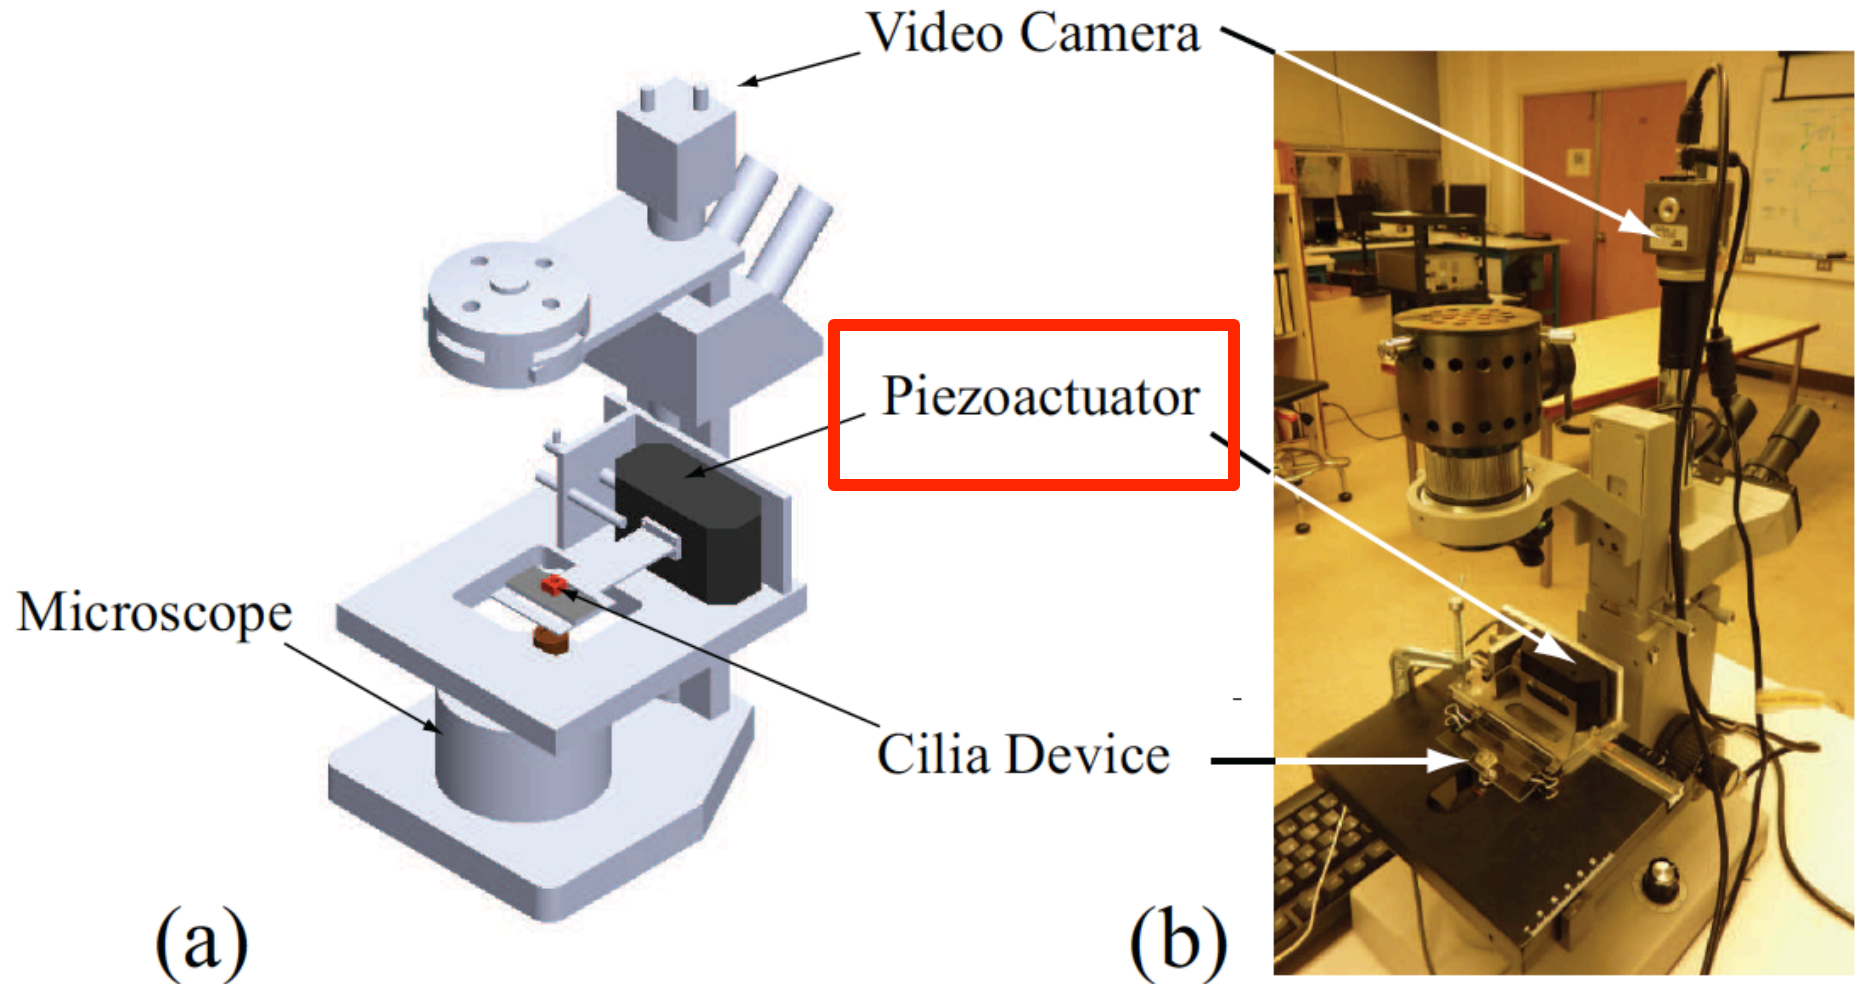 Video Camera
Piezoactuator
Microscope
Cilia Device
(a)
(b)